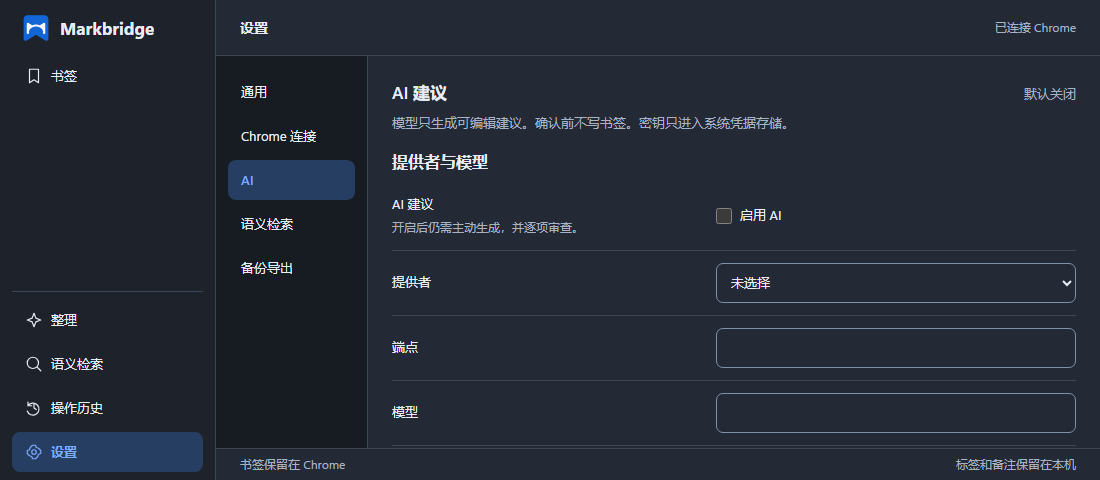 Markbridge
书签
整理
语义检索
操作历史
设置
设置
已连接 Chrome
通用
Chrome 连接
AI
语义检索
备份导出
AI 建议
默认关闭
模型只生成可编辑建议。确认前不写书签。密钥只进入系统凭据存储。
提供者与模型
AI 建议
开启后仍需主动生成，并逐项审查。
启用 AI
提供者
未选择
端点
模型
书签保留在 Chrome
标签和备注保留在本机